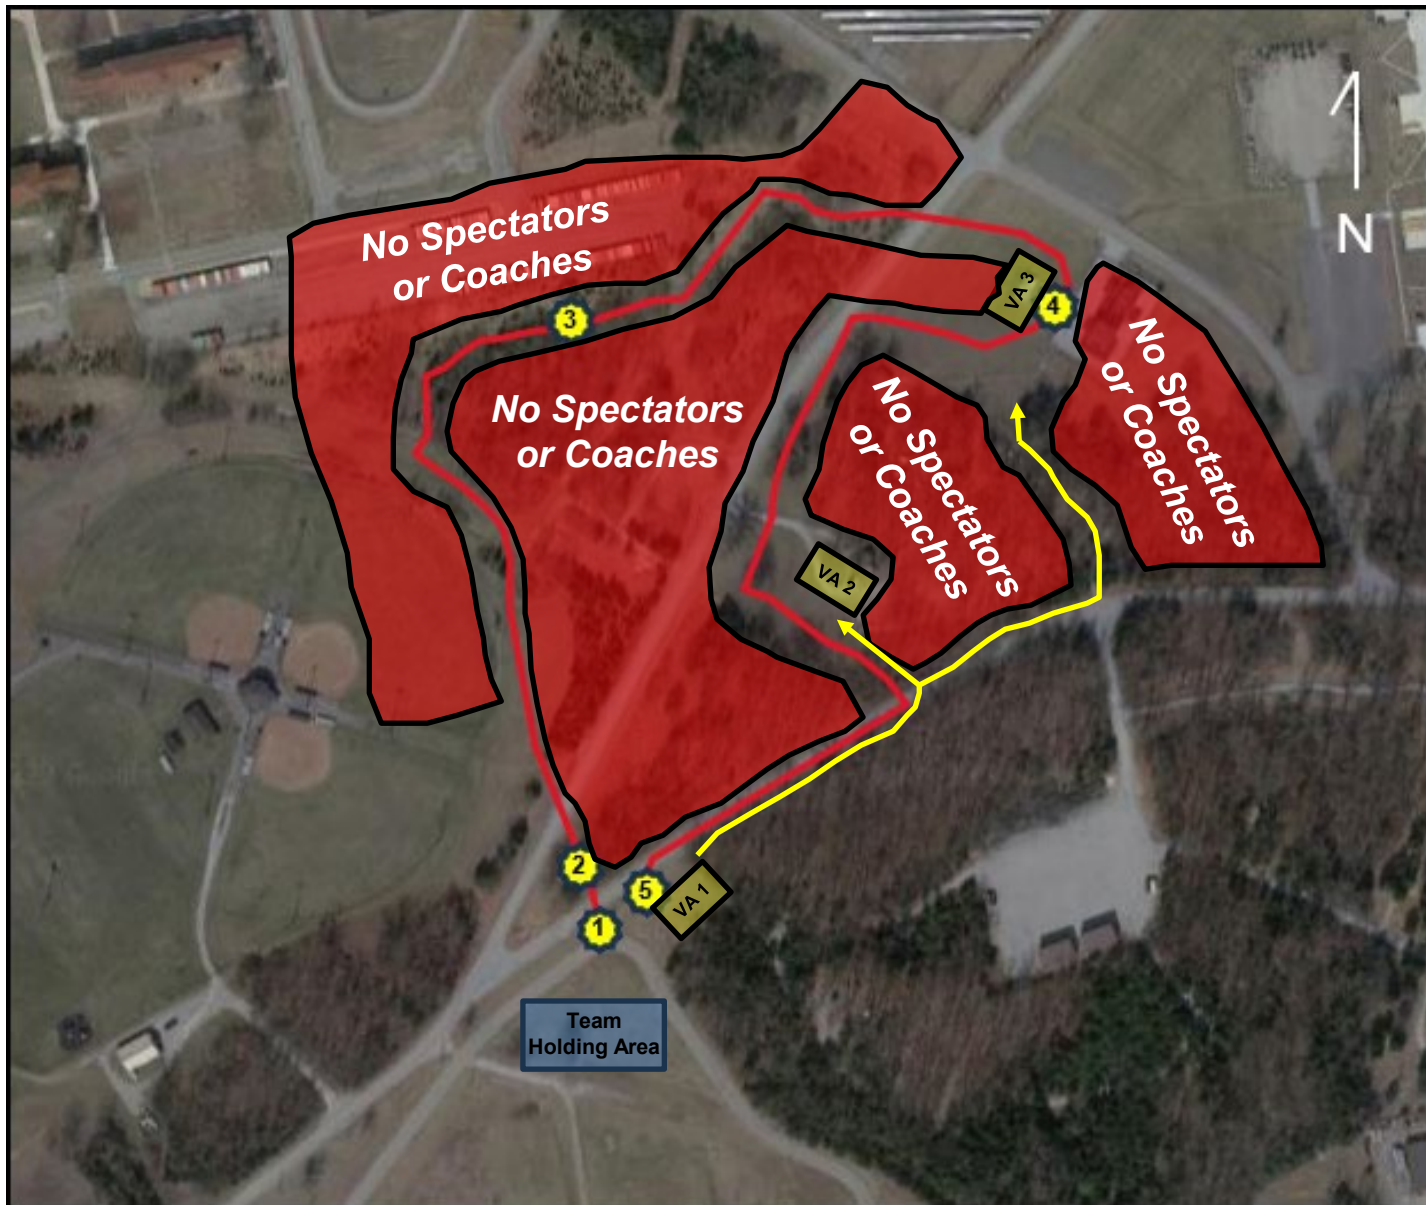 N
No Spectators
or Coaches
3
VA 3
4
No Spectators
or Coaches
No Spectators
or Coaches
No Spectators
or Coaches
VA 2
2
5
VA 1
1
Team
Holding Area